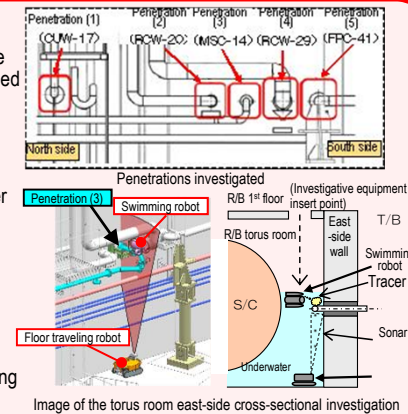 Penetration (1)
(CUW-17)
Penetration
(2)
(RCW-20)
Penetration
(3)
(MSC-14)
Penetration
(4)
(RCW-29)
Penetration
(5)
(FPC-41)
North side
South side
Penetrations investigated
Penetration (3)
Swimming robot
Floor traveling robot
R/B 1st floor
(Investigative equipment
insert point)
R/B torus room
East
-side
wall
T/B
Swimming
robot
Tracer
S/C
Sonar
Underwater
Image of the torus room east-side cross-sectional investigation